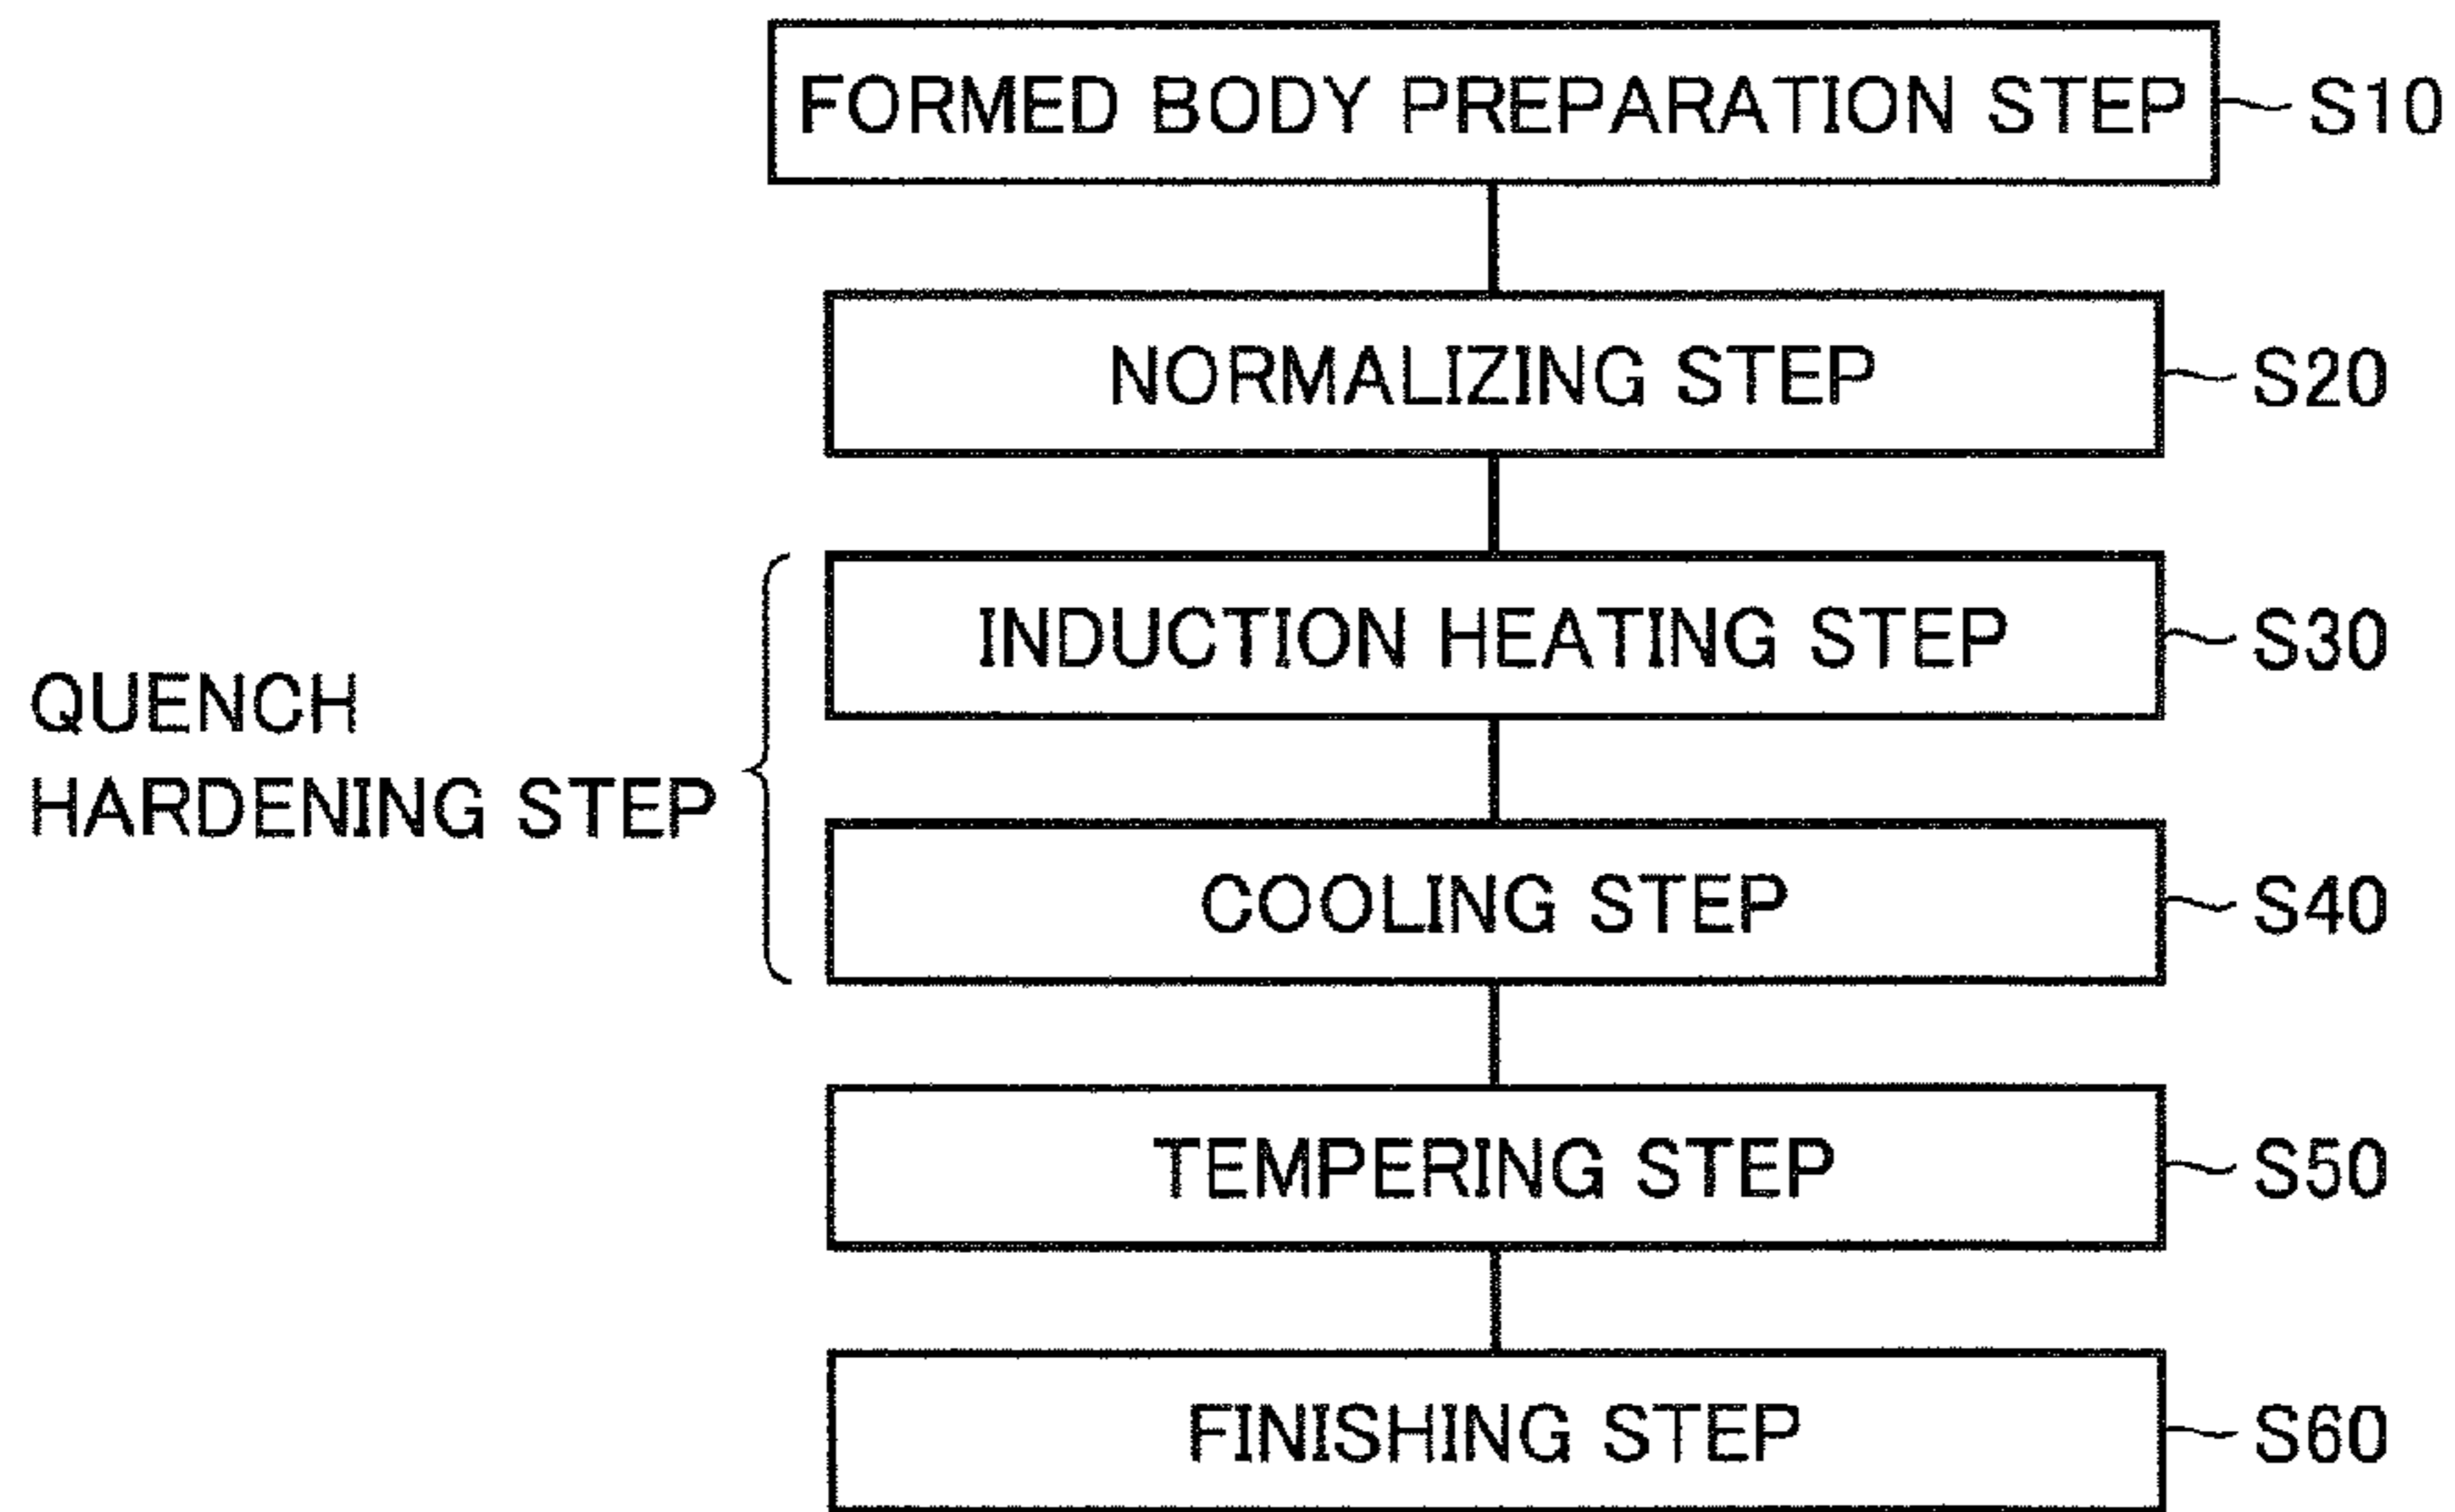 FORMED BODY PREPARATION STEP S10
NORMALIZING STEP S20
INDUCTION HEATING STEP S30
QUENCH
HARDENING STEP
COOLING STEP S40
TEMPERING STEP S50
FINISHING STEP S60